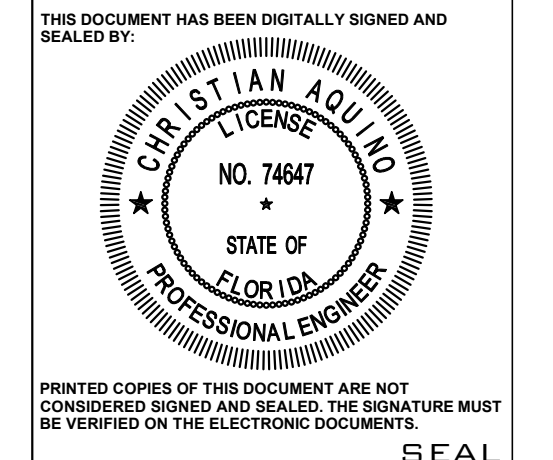 THIS DOCUMENT HAS BEEN DIGITALLY SIGNED AND
SEALED BY:
CHRISTIAN AQUINO
LICENSE
NO. 74647
STATE OF
FLORIDA
PROFESSIONAL ENGINEER
PRINTED COPIES OF THIS DOCUMENT ARE NOT
CONSIDERED SIGNED AND SEALED. THE SIGNATURE MUST
BE VERIFIED ON THE ELECTRONIC DOCUMENTS.
SEAL